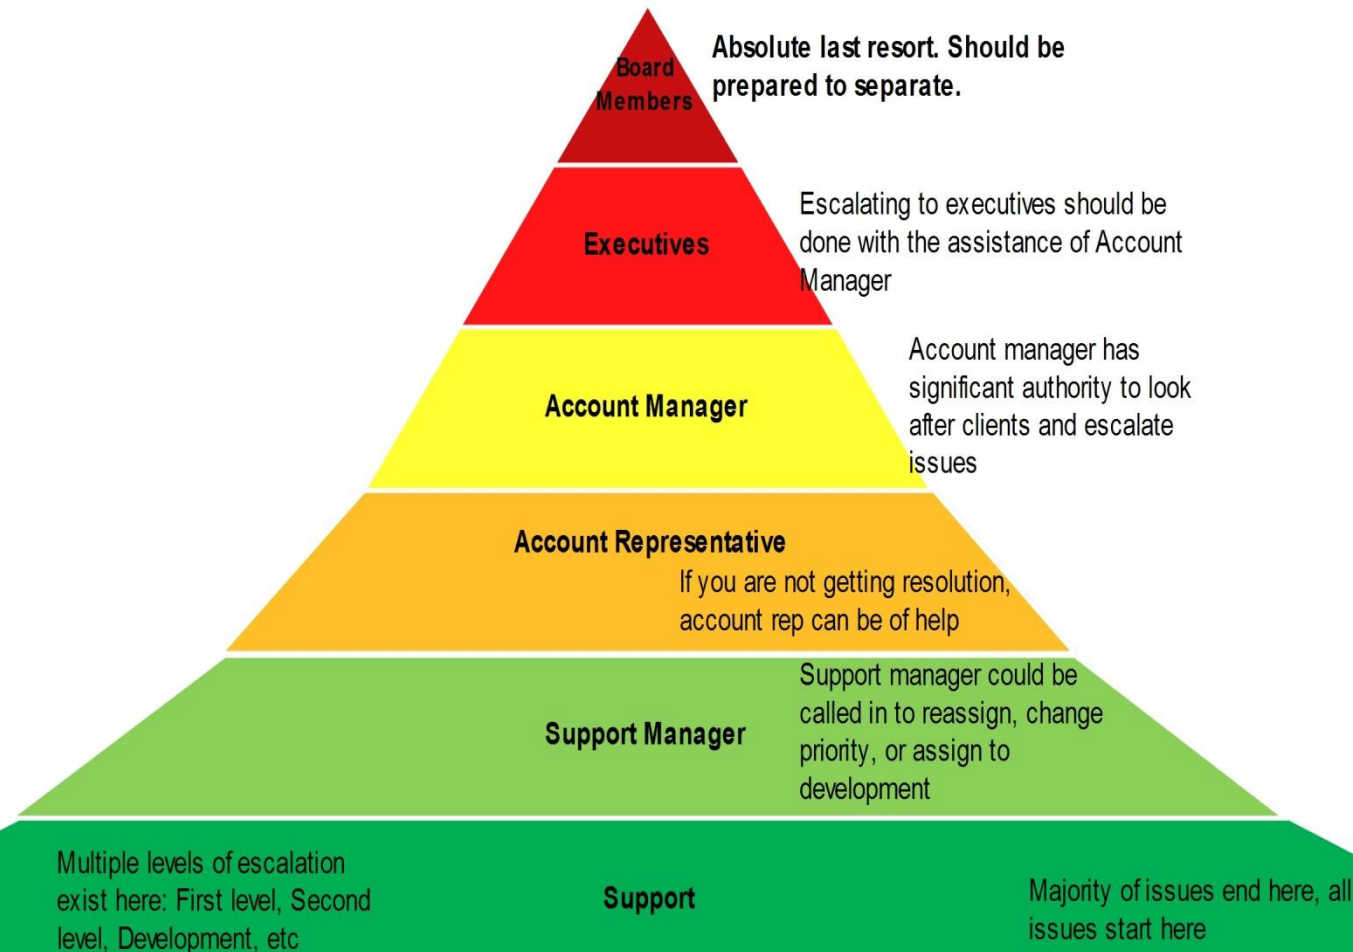 Board
Members
Absolute last resort. Should be
prepared to separate.
Executives
Escalating to executives should be
done with the assistance of Account
Manager
Account Manager
Account manager has
significant authority to look
after clients and escalate
issues
Account Representative
If you are not getting resolution,
account rep can be of help
Support Manager
Support manager could be
called in to reassign, change
priority, or assign to
development
Multiple levels of escalation
exist here: First level, Second
level, Development, etc
Support
Majority of issues end here, all
issues start here